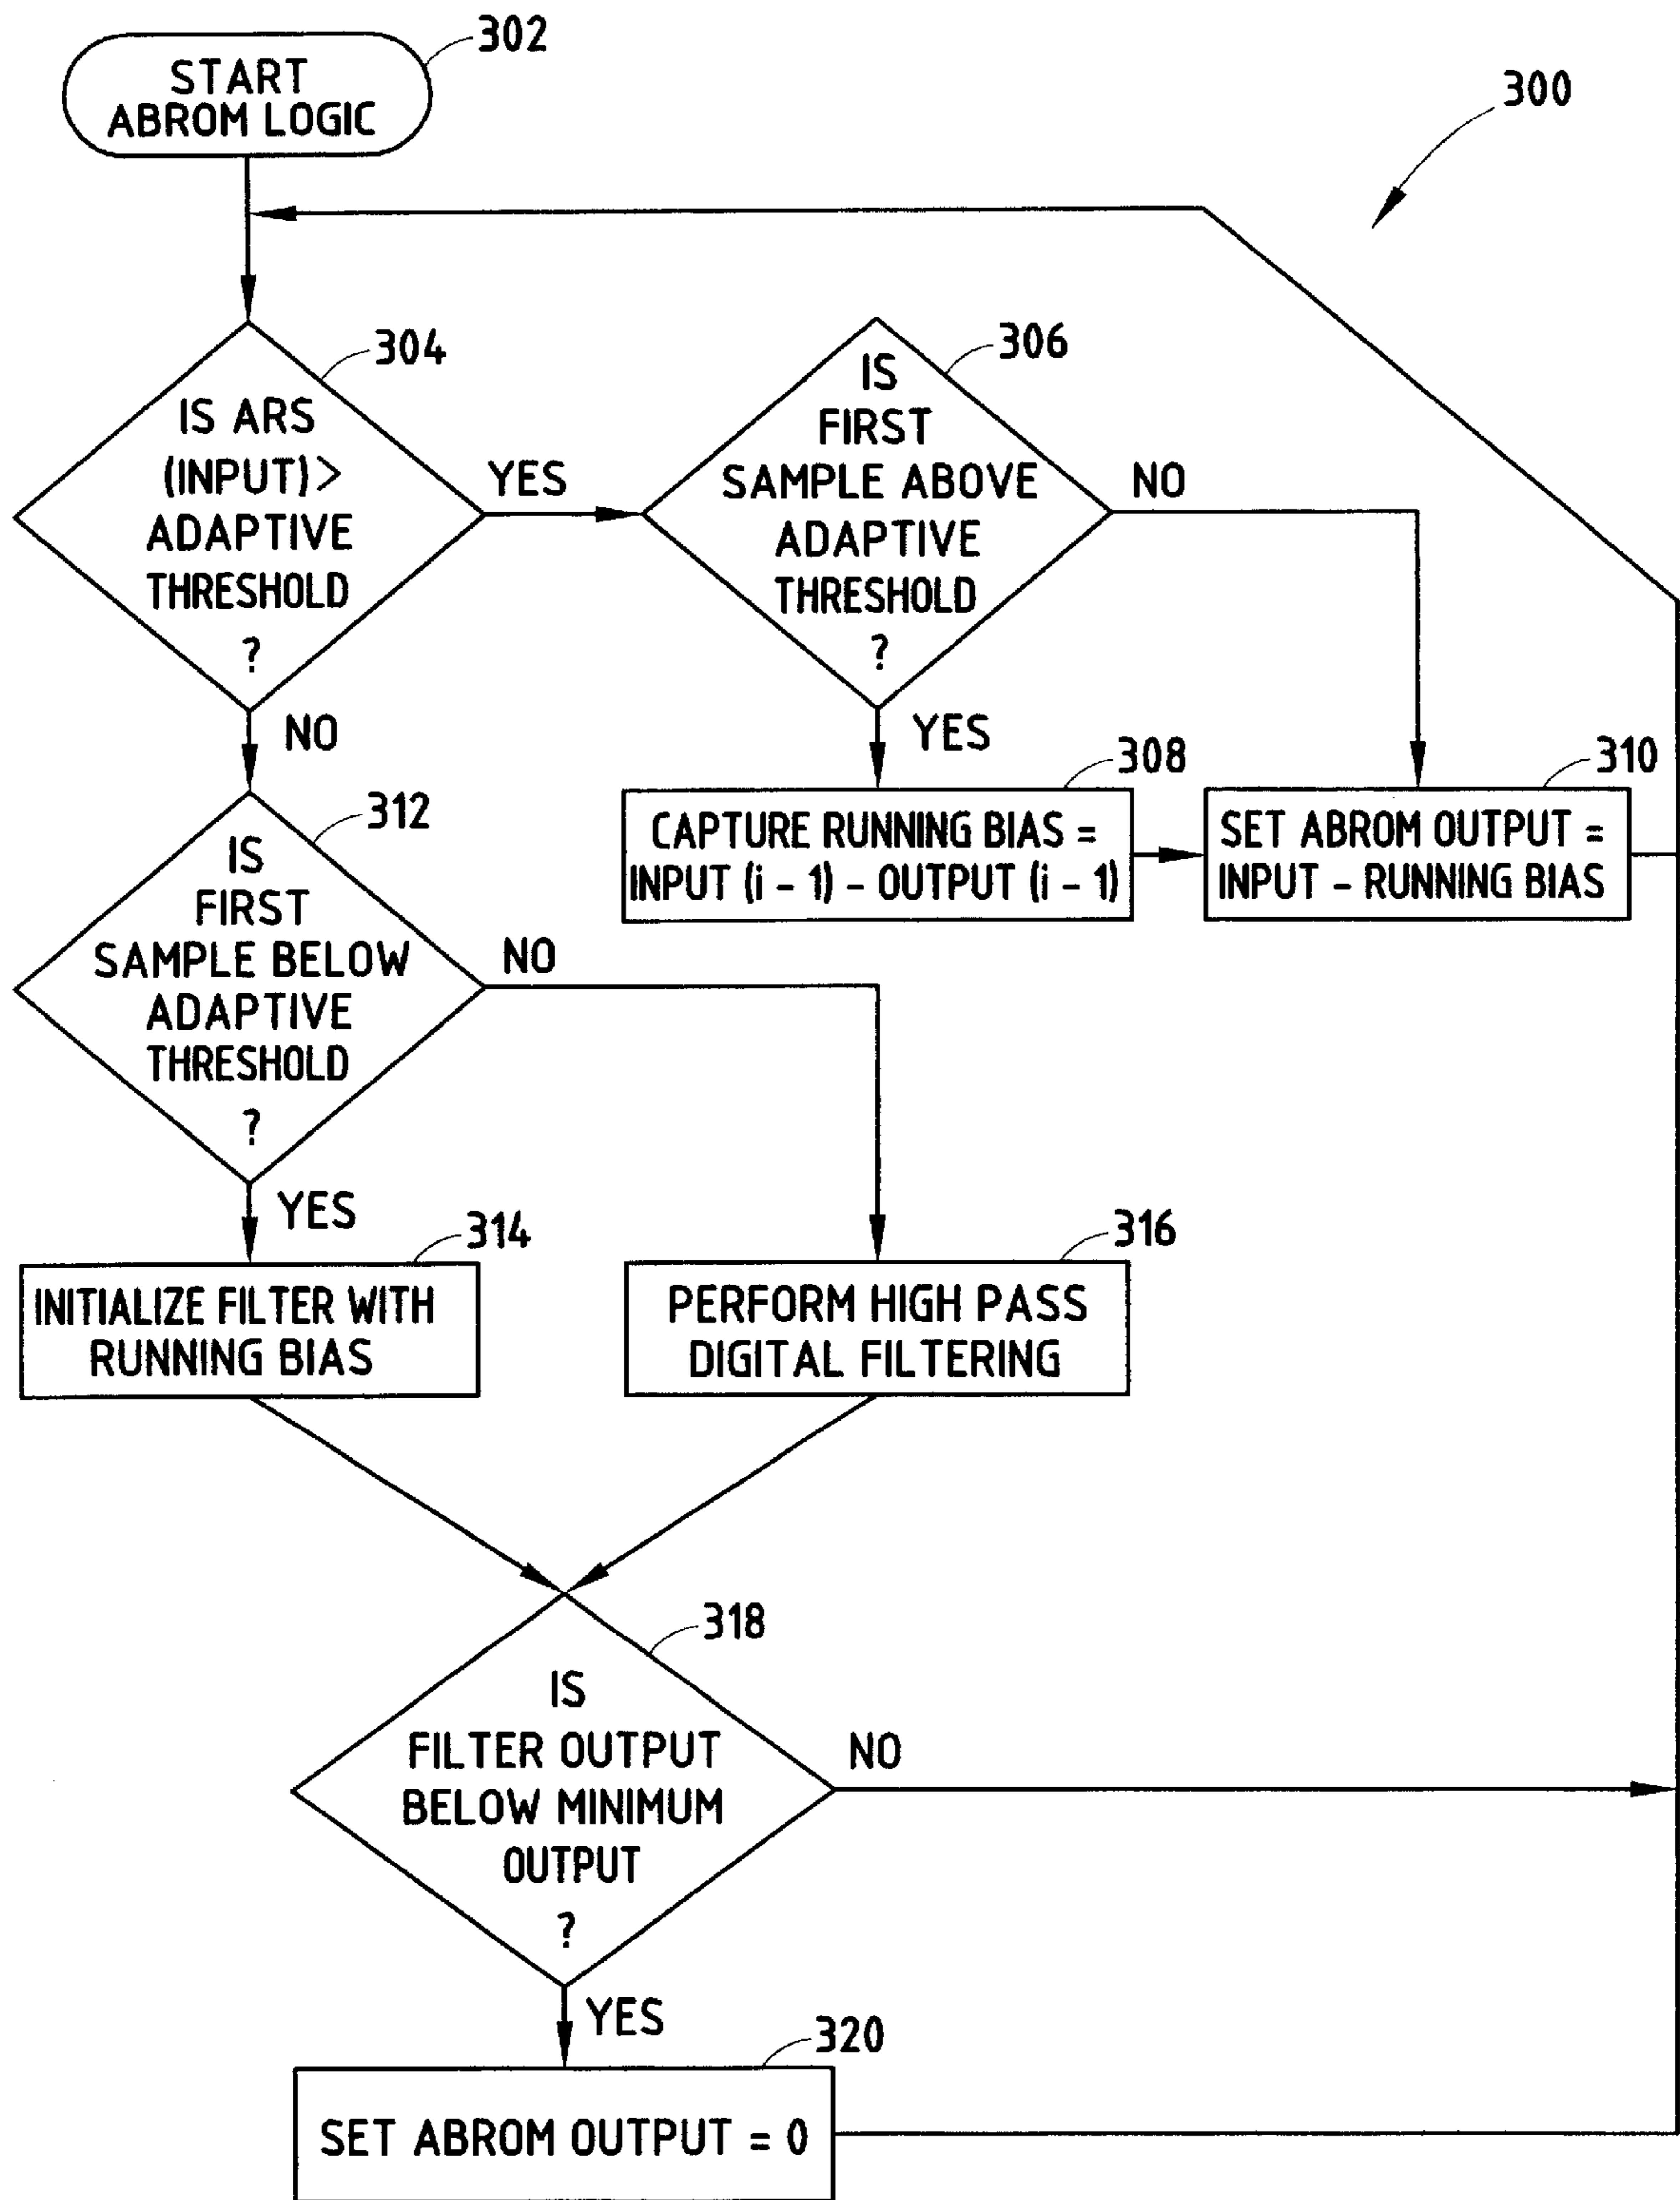 302
START
ABROM LOGIC
300
304
IS ARS
(INPUT) >
ADAPTIVE
THRESHOLD
?
YES
NO
306
IS
FIRST
SAMPLE ABOVE
ADAPTIVE
THRESHOLD
?
NO
YES
308
CAPTURE RUNNING BIAS =
INPUT (i - 1) - OUTPUT (i - 1)
310
SET ABROM OUTPUT =
INPUT - RUNNING BIAS
312
IS
FIRST
SAMPLE BELOW
ADAPTIVE
THRESHOLD
?
NO
YES
314
INITIALIZE FILTER WITH
RUNNING BIAS
316
PERFORM HIGH PASS
DIGITAL FILTERING
318
IS
FILTER OUTPUT
BELOW MINIMUM
OUTPUT
?
NO
YES
320
SET ABROM OUTPUT = 0